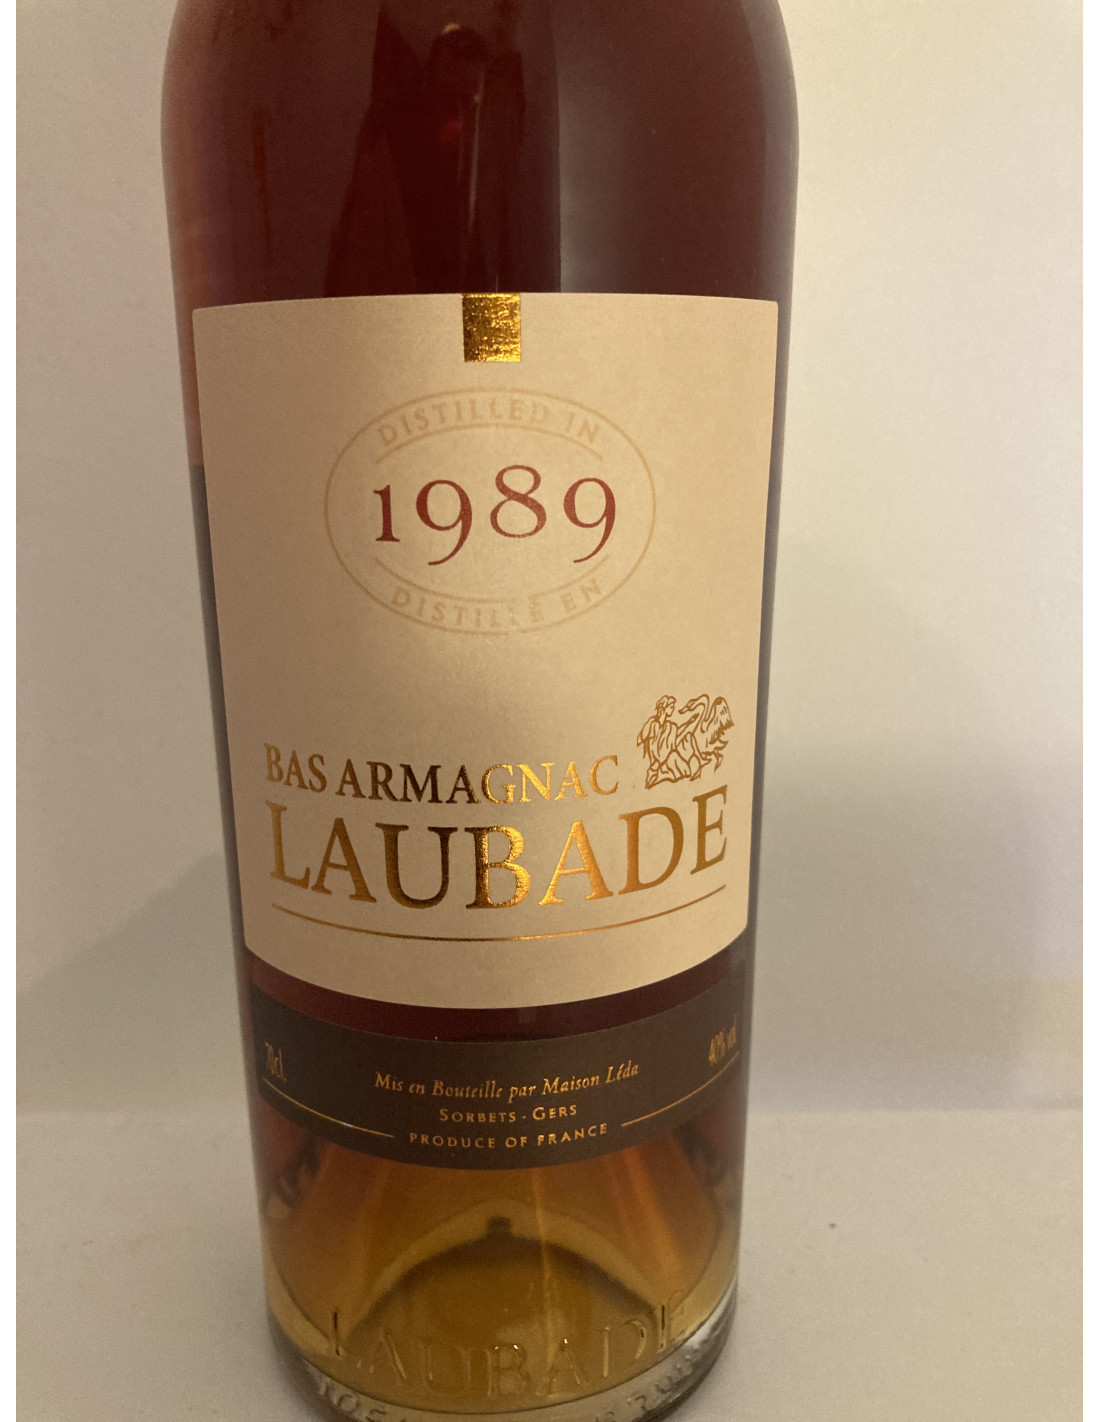 DISTILLED IN
1989
DISTILLÉ EN
BAS ARMAGNAC
LAUBADE
70cl.
40% vol
Mis en Bouteille par Maison Léda
SORBETS - GERS
PRODUCE OF FRANCE
LAUBADE